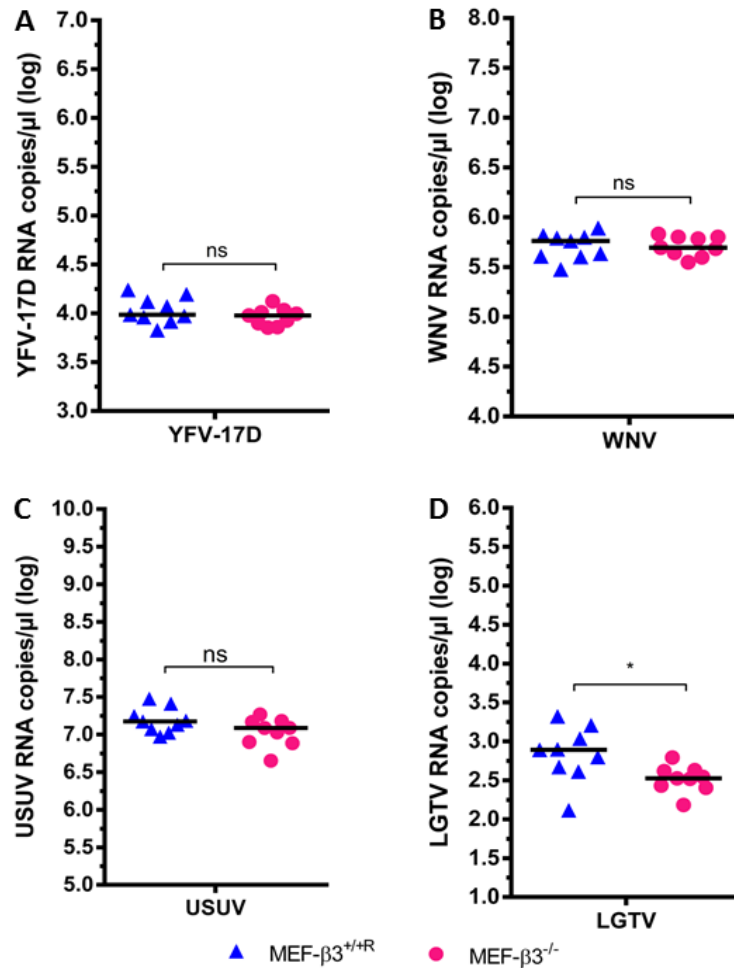 A
YFV-17D RNA copies/µl (log)
7.0
6.5
6.0
5.5
5.0
4.5
4.0
3.5
3.0
ns
YFV-17D
B
WNV RNA copies/µl (log)
8.0
7.5
7.0
6.5
6.0
5.5
5.0
4.5
4.0
ns
WNV
C
USUV RNA copies/µl (log)
10.0
9.5
9.0
8.5
8.0
7.5
7.0
6.5
6.0
5.5
5.0
ns
USUV
D
LGTV RNA copies/µl (log)
6.0
5.5
5.0
4.5
4.0
3.5
3.0
2.5
2.0
1.5
1.0
*
LGTV
MEF-β3+/+R MEF-β3-/-